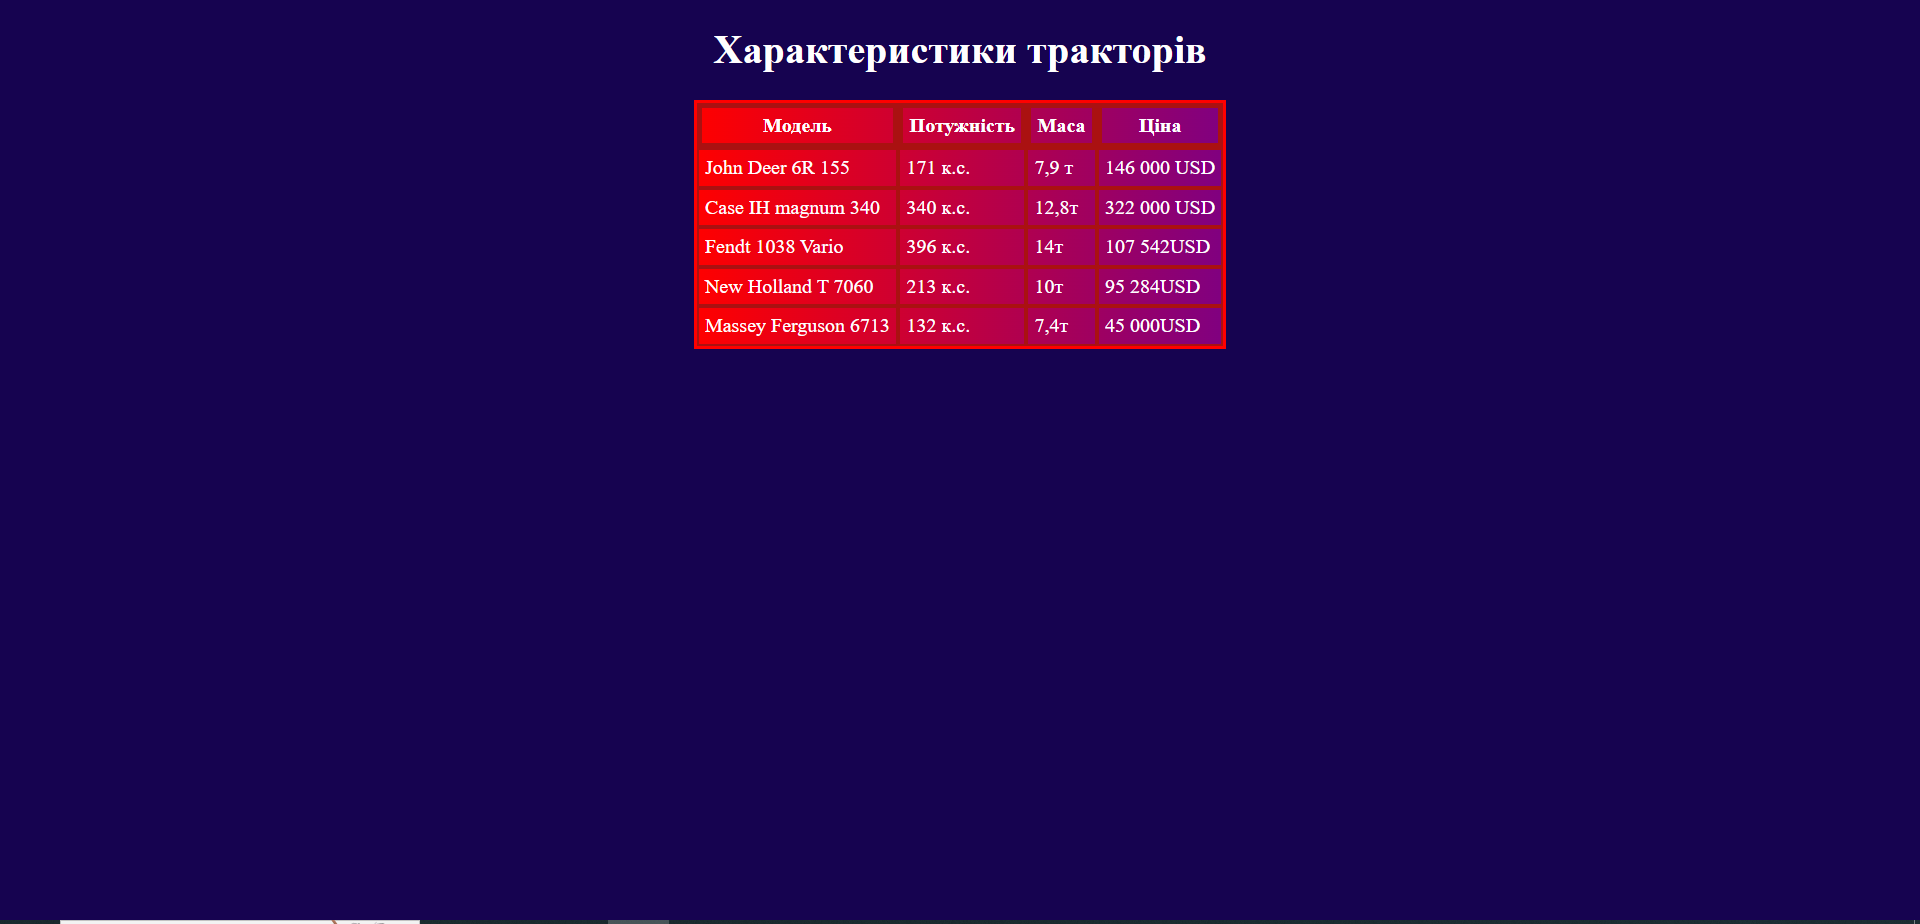 Характеристики тракторів
Модель Потужність Маса Ціна
John Deer 6R 155 171 к.с. 7,9 т 146 000 USD
Case IH magnum 340 340 к.с. 12,8т 322 000 USD
Fendt 1038 Vario 396 к.с. 14т 107 542USD
New Holland T 7060 213 к.с. 10т 95 284USD
Massey Ferguson 6713 132 к.с. 7,4т 45 000USD